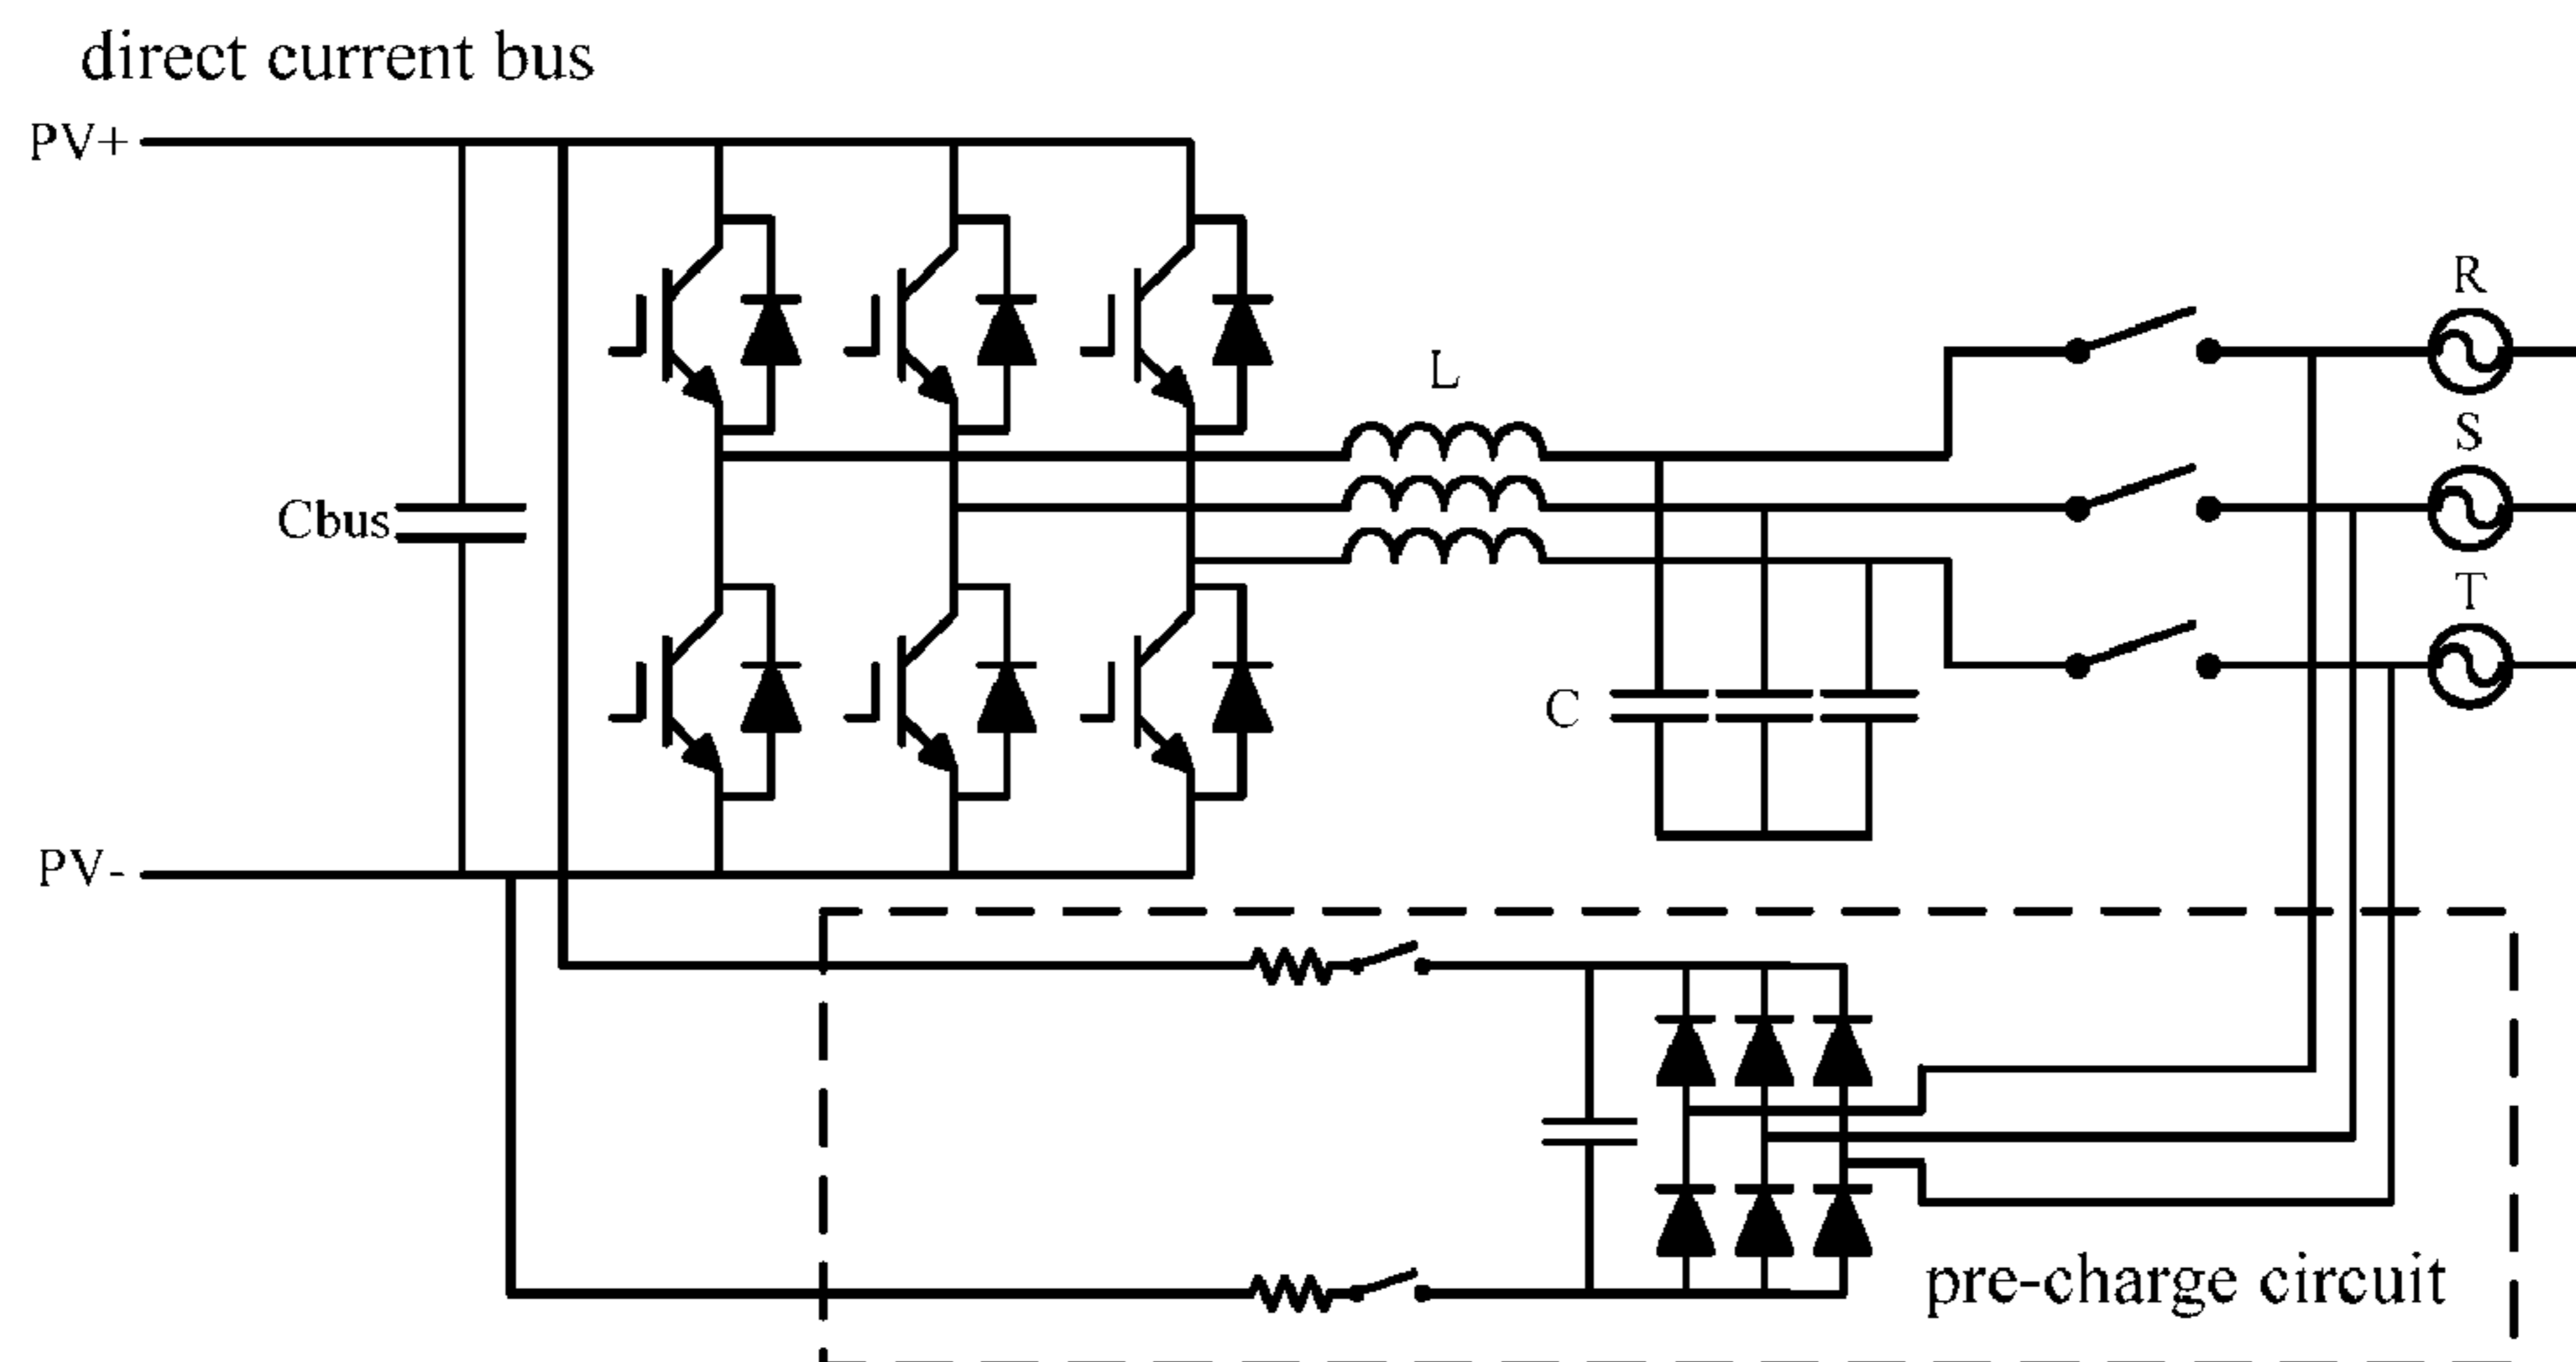 direct current bus
PV+
R
L
S
Cbus
T
C
PV-
pre-charge circuit